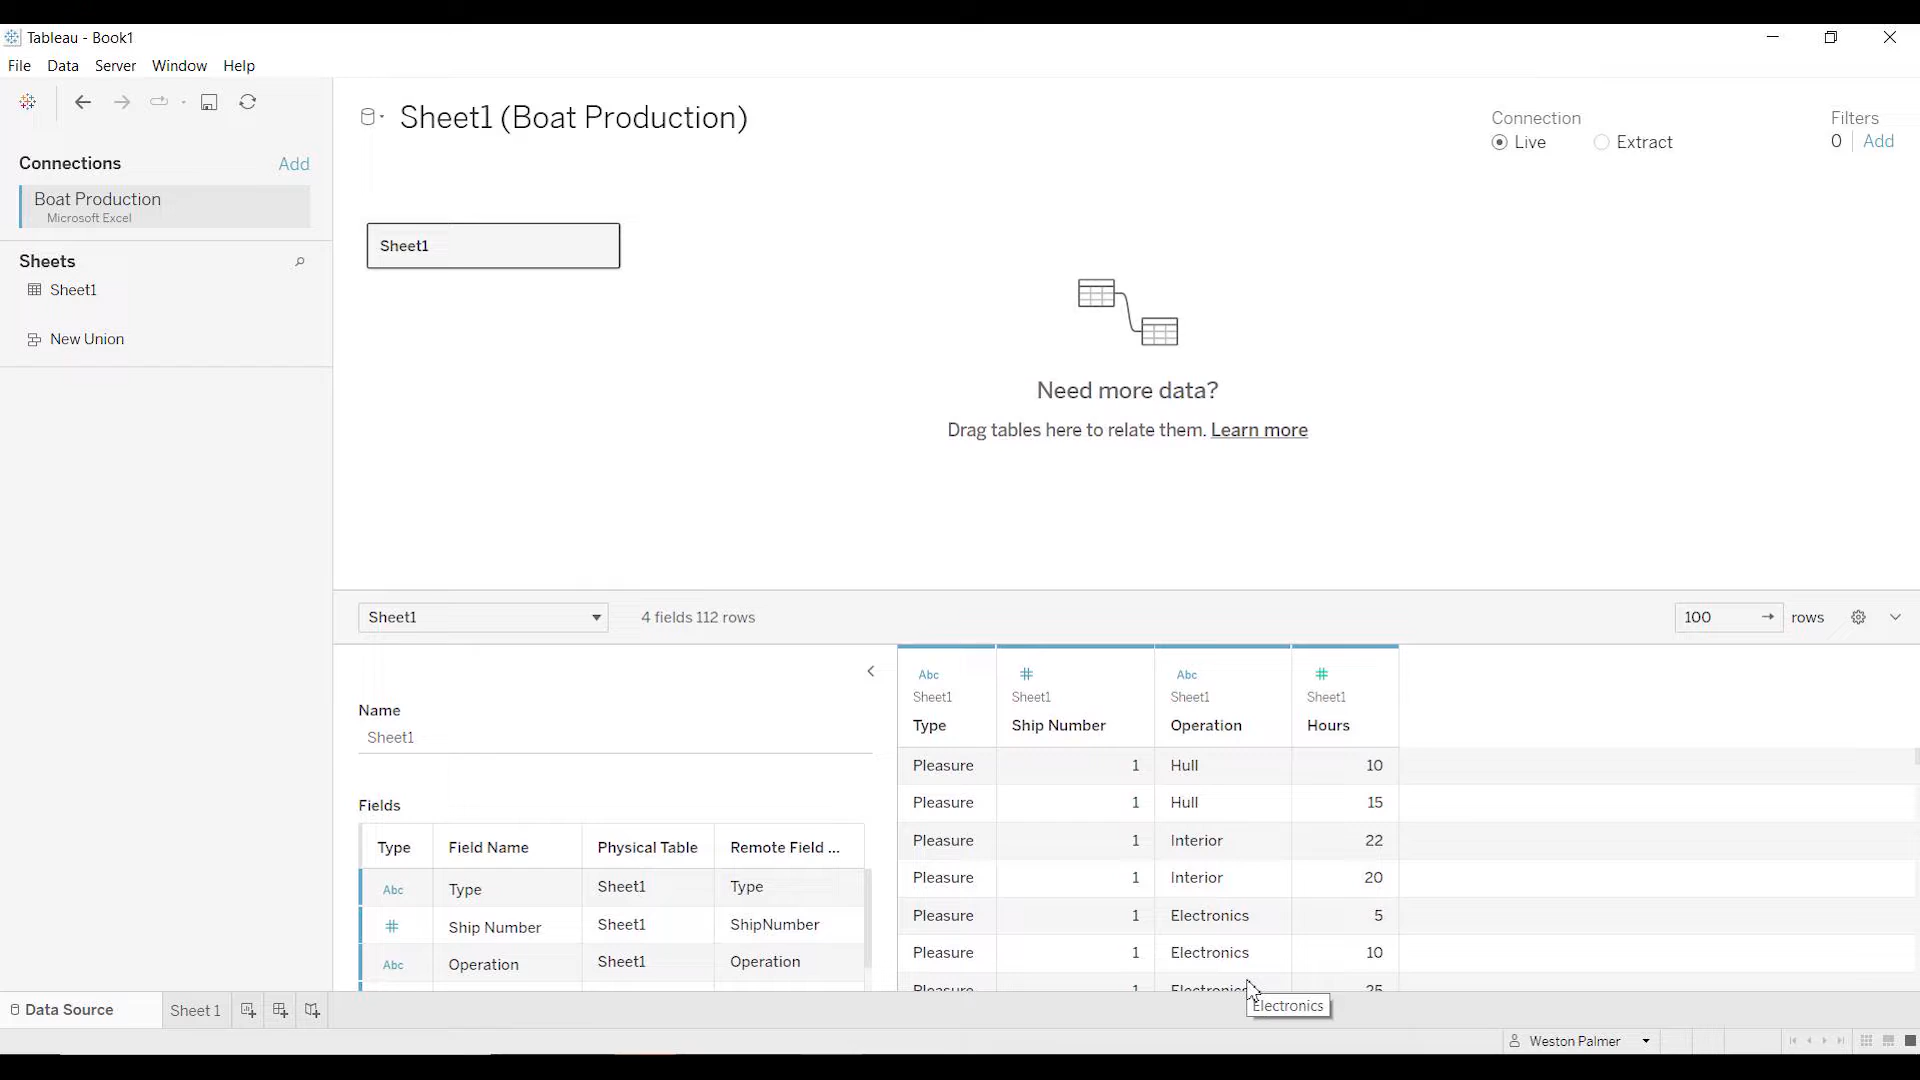 Tableau - Book1
File Data Server Window Help
Connections Add
Boat Production
Microsoft Excel
Sheets
Sheet1
New Union
Sheet1 (Boat Production)
Connection
Live Extract
Filters
0 Add
Sheet1
Need more data?
Drag tables here to relate them. Learn more
Sheet1 4 fields 112 rows 100 rows
Name
Sheet1
Fields
Type Field Name Physical Table Remote Field ...
Abc Type Sheet1 Type
# Ship Number Sheet1 ShipNumber
Abc Operation Sheet1 Operation
Abc # Abc #
Sheet1 Sheet1 Sheet1 Sheet1
Type Ship Number Operation Hours
Pleasure 1 Hull 10
Pleasure 1 Hull 15
Pleasure 1 Interior 22
Pleasure 1 Interior 20
Pleasure 1 Electronics 5
Pleasure 1 Electronics 10
Pleasure 1 Electronics 25
Electronics
Data Source Sheet 1
Weston Palmer